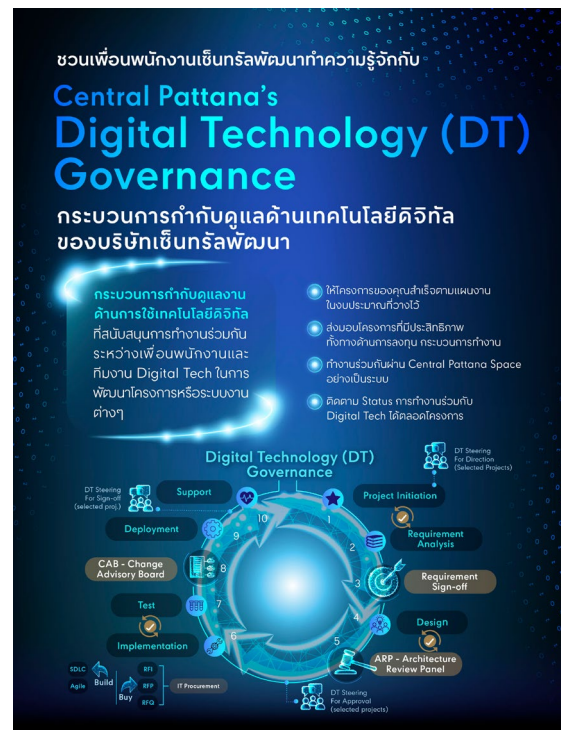 ชวนเพื่อนพนักงานเซ็นทรัลพัฒนาทำความรู้จักกับ
Central Pattana's
Digital Technology (DT)
Governance
กระบวนการกำกับดูแลด้านเทคโนโลยีดิจิทัล
ของบริษัทเซ็นทรัลพัฒนา
กระบวนการกำกับดูแลงาน
ด้านการใช้เทคโนโลยีดิจิทัล
ที่สนับสนุนการทำงานร่วมกัน
ระหว่างเพื่อนพนักงานและ
ทีมงาน Digital Tech ในการ
พัฒนาโครงการหรือระบบงาน
ต่างๆ
ให้โครงการของคุณสำเร็จตามแผนงาน
ในงบประมาณที่วางไว้
ส่งมอบโครงการที่มีประสิทธิภาพ
ทั้งทางด้านการลงทุน กระบวนการทำงาน
ทำงานร่วมกันผ่าน Central Pattana Space
อย่างเป็นระบบ
ติดตาม Status การทำงานร่วมกับ
Digital Tech ได้ตลอดโครงการ
Digital Technology (DT)
Governance
DT Steering
For Direction
(Selected Projects)
1
Project Initiation
2
Requirement
Analysis
3
Requirement
Sign-off
4
Design
5
ARP - Architecture
Review Panel
DT Steering
For Approval
(selected projects)
6
Implementation
SDLC
Agile
Build
Buy
RFI
RFP
RFQ
IT Procurement
7
Test
8
CAB - Change
Advisory Board
9
Deployment
10
Support
DT Steering
For Sign-off
(selected proj.)